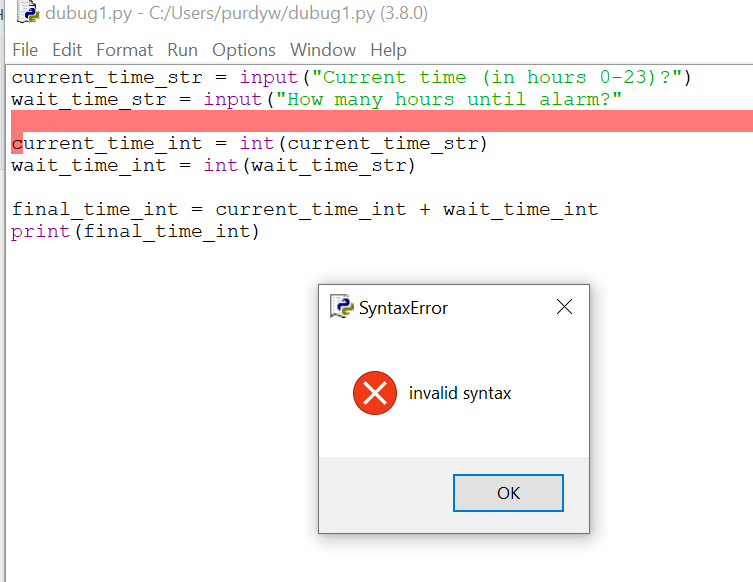 dubug1.py - C:/Users/purdyw/dubug1.py (3.8.0)
File Edit Format Run Options Window Help
current_time_str = input("Current time (in hours 0-23)?")
wait_time_str = input("How many hours until alarm?"
current_time_int = int(current_time_str)
wait_time_int = int(wait_time_str)
final_time_int = current_time_int + wait_time_int
print(final_time_int)
SyntaxError
invalid syntax
OK